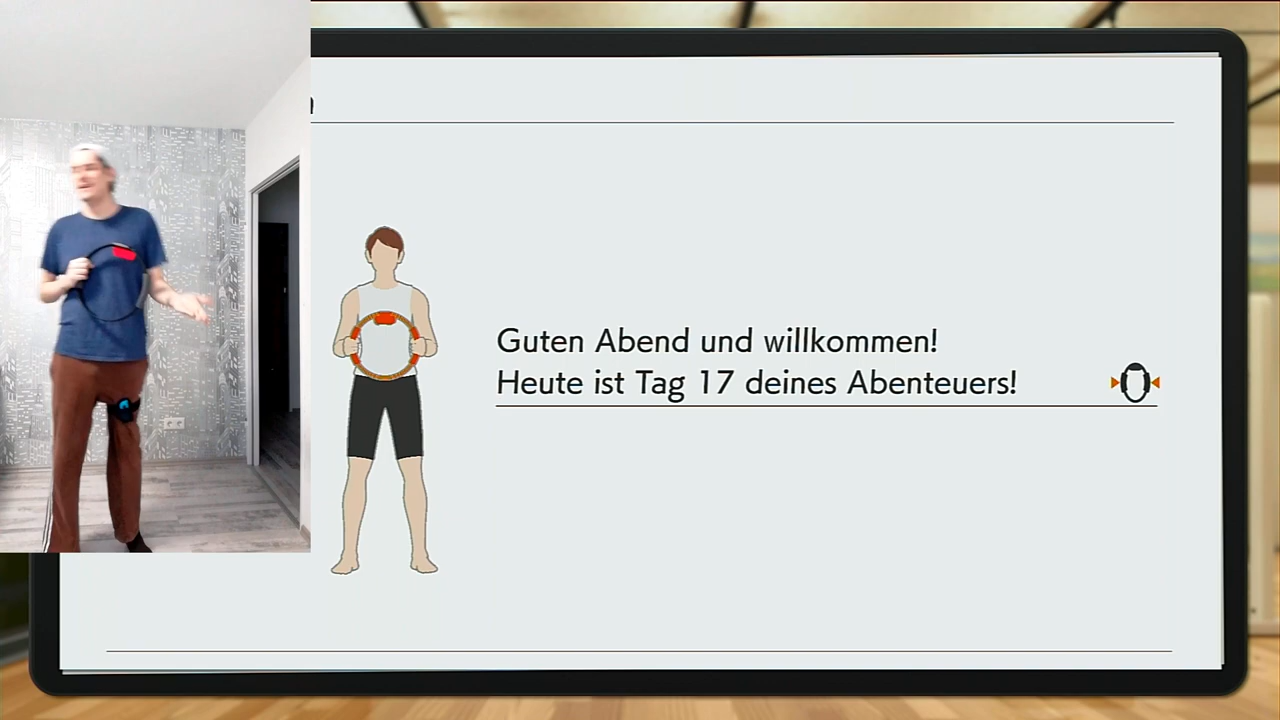 Guten Abend und willkommen!
Heute ist Tag 17 deines Abenteuers!